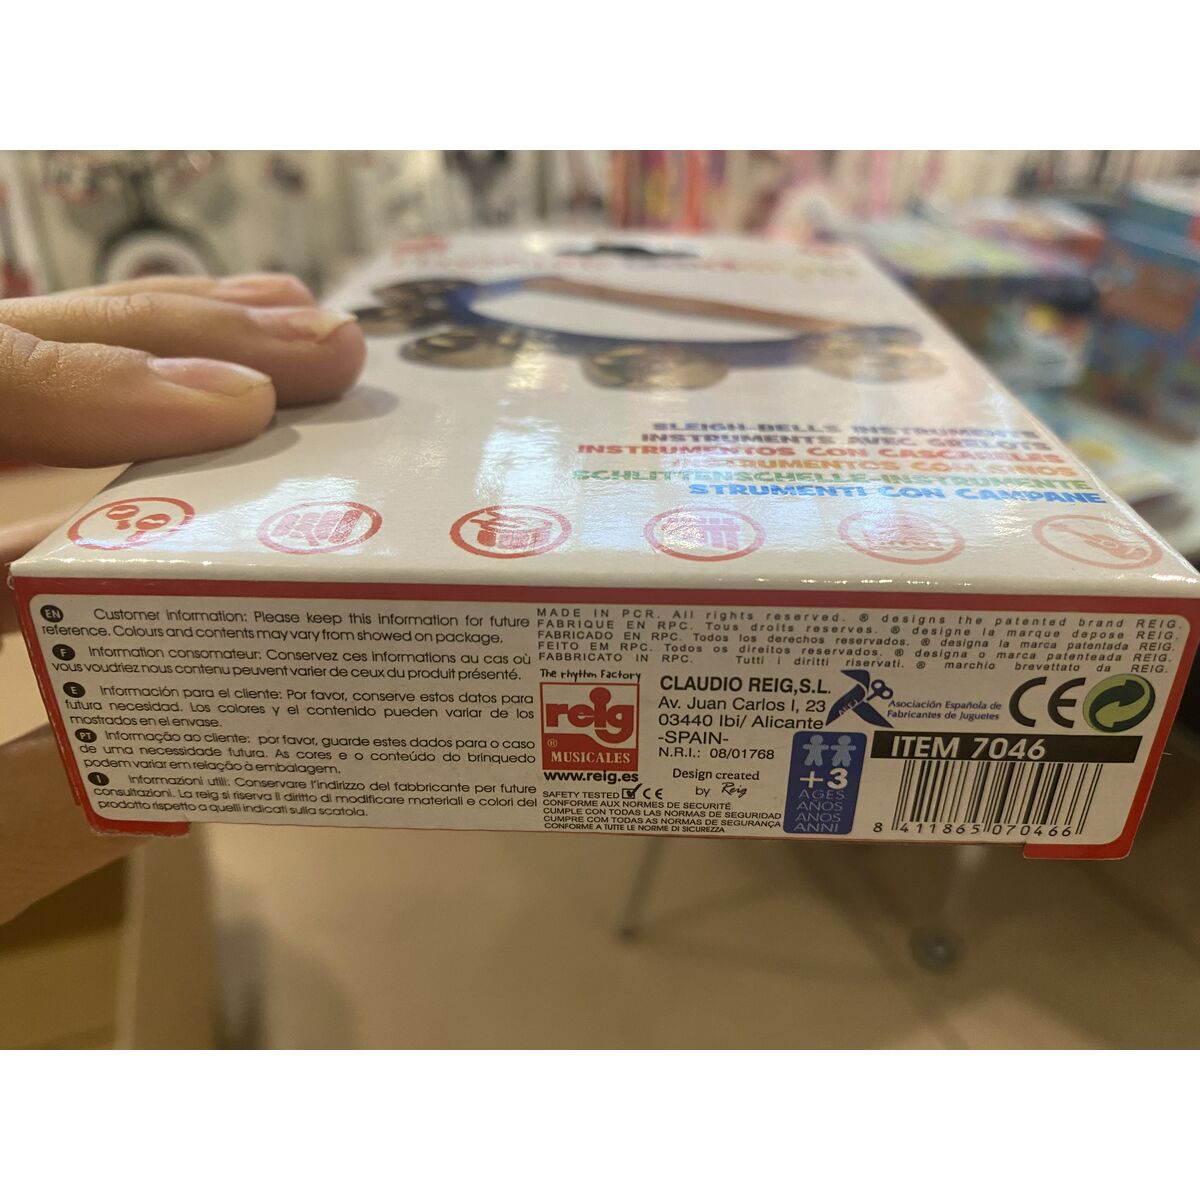 SLEIGH-BELLS INSTRUMENTS
INSTRUMENTS AVEC GRELOTS
INSTRUMENTOS CON CASCABELES
INSTRUMENTOS COM SINOS
SCHLITTENSCHELLE-INSTRUMENTE
STRUMENTI CON CAMPANE
EN Customer information: Please keep this information for future
reference. Colours and contents may vary from showed on package.
F Information consomateur: Conservez ces informations au cas où
vous voudriez nous contenu peuvent varier de ceux du produit présenté.
E Información para el cliente: Por favor, conserve estos datos para
futura necesidad. Los colores y el contenido pueden variar de los
mostrados en el envase.
PT Informação ao cliente: por favor, guarde estes dados para o caso
de uma necessidade futura. As cores e o conteúdo do brinquedo
podem variar em relação à embalagem.
I Informazioni utili: Conservare l'indirizzo del fabbricante per future
consultazioni. La reig si riserva il diritto di modificare materiali e colori del
prodotto rispetto a quelli indicati sulla scatola.
MADE IN PCR. All rights reserved. ® designs the patented brand REIG.
FABRIQUE EN RPC. Tous droits reserves. ® designe la marque depose REIG.
FABRICADO EN RPC. Todos los derechos reservados. ® designa la marca patentada REIG.
FEITO EM RPC. Todos os direitos reservados. ® designa o marca patenteada REIG.
FABBRICATO IN RPC. Tutti i diritti riservati. ® marchio brevettato da REIG.
The rhythm Factory
reig
®
MUSICALES
www.reig.es
CLAUDIO REIG,S.L.
Av. Juan Carlos I, 23
03440 Ibi/ Alicante
-SPAIN-
N.R.I.: 08/01768
Design created
by Reig
SAFETY TESTED CE
CONFORME AUX NORMES DE SECURITÉ
CUMPLE CON TODAS LAS NORMAS DE SEGURIDAD
CUMPRE COM TODAS AS NORMAS DE SEGURANÇA
CONFORME A TUTTE LE NORME DI SICUREZZA
AEFJ
Asociación Española de
Fabricantes de Juguetes
CE
+3
AGES
AÑOS
ANOS
ANNI
ITEM 7046
8 411865 070466